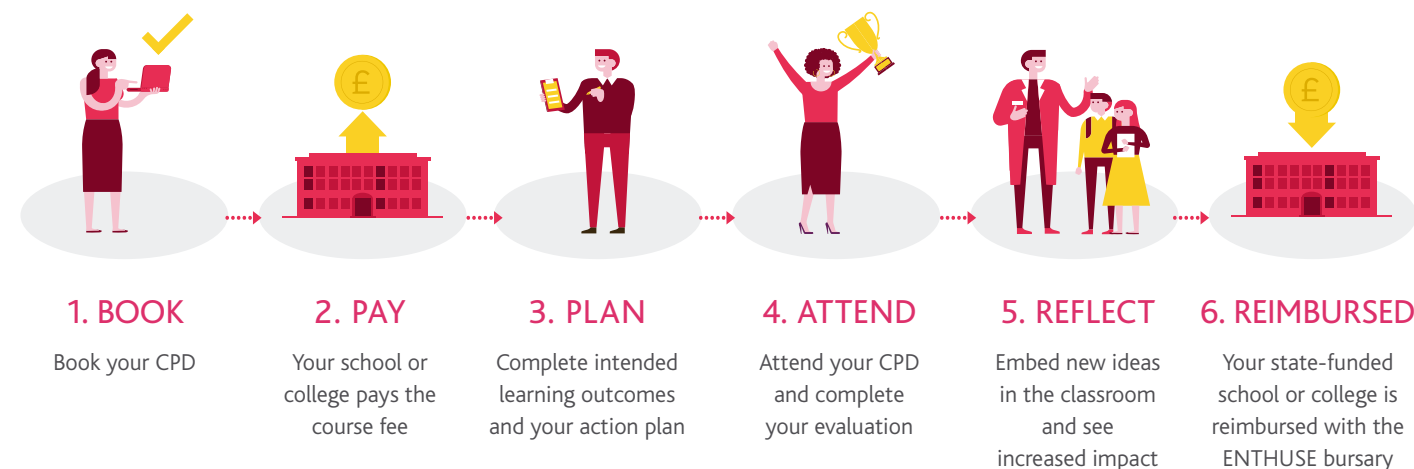 £
£
1. BOOK
Book your CPD
2. PAY
Your school or
college pays the
course fee
3. PLAN
Complete intended
learning outcomes
and your action plan
4. ATTEND
Attend your CPD
and complete
your evaluation
5. REFLECT
Embed new ideas
in the classroom
and see
increased impact
6. REIMBURSED
Your state-funded
school or college is
reimbursed with the
ENTHUSE bursary